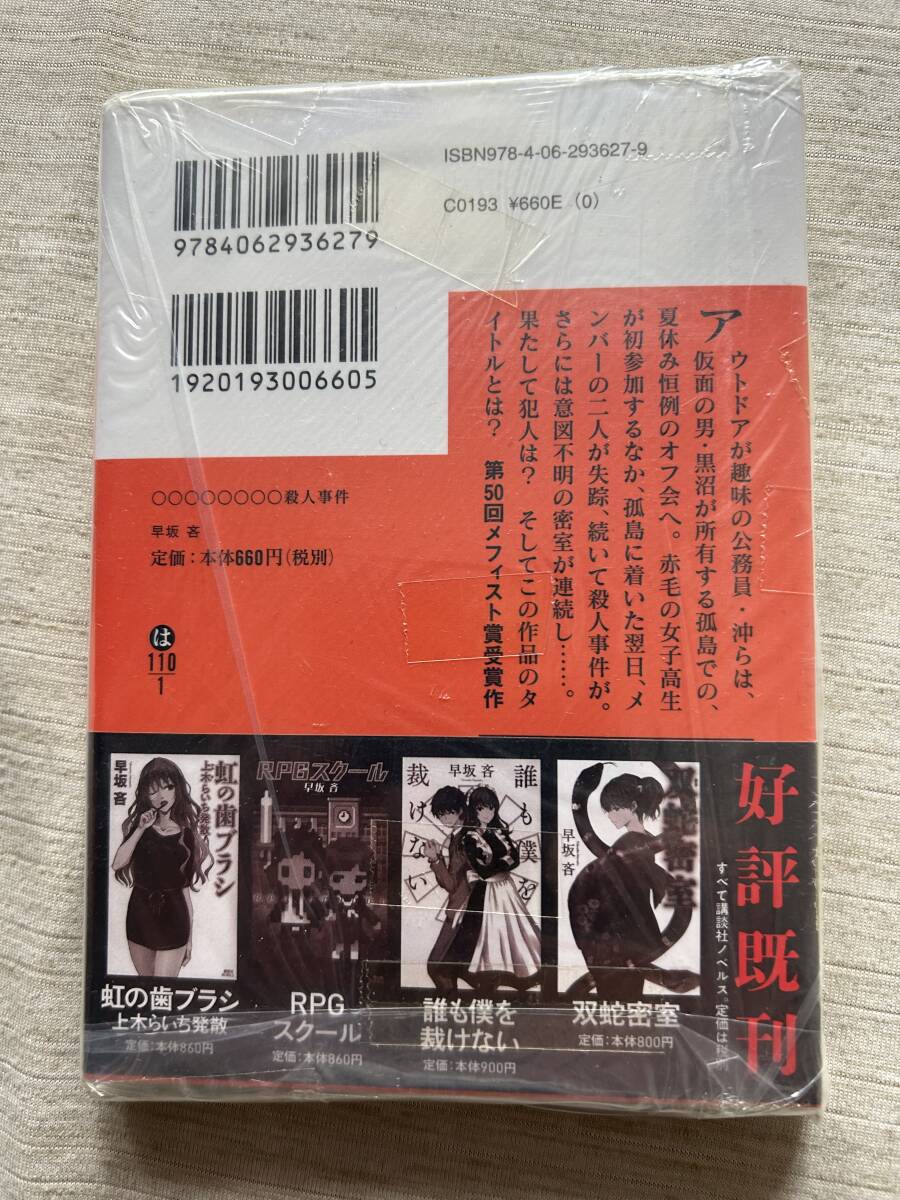 ISBN978-4-06-293627-9
C0193 ¥660E (0)
9784062936279
1920193006605
アウトドアが趣味の公務員・沖らは、
仮面の男・黒沼が所有する孤島での、
夏休み恒例のオフ会へ。赤毛の女子高生
が初参加するなか、孤島に着いた翌日、メ
ンバーの二人が失踪、続いて殺人事件が。
さらには意図不明の密室が連続し……。
果たして犯人は? そしてこの作品のタ
イトルとは? 第50回メフィスト賞受賞作
○○○○○○○○殺人事件
早坂 吝
定価:本体660円(税別)
は
110
1
好評既刊
すべて講談社ノベルス。定価は税別
双蛇密室
早坂 吝
誰も僕を
裁けない
早坂 吝
RPGスクール
早坂 吝
虹の歯ブラシ
上木らいち発散
早坂 吝
虹の歯ブラシ
上木らいち発散
定価:本体860円
RPG
スクール
定価:本体860円
誰も僕を
裁けない
定価:本体900円
双蛇密室
定価:本体800円